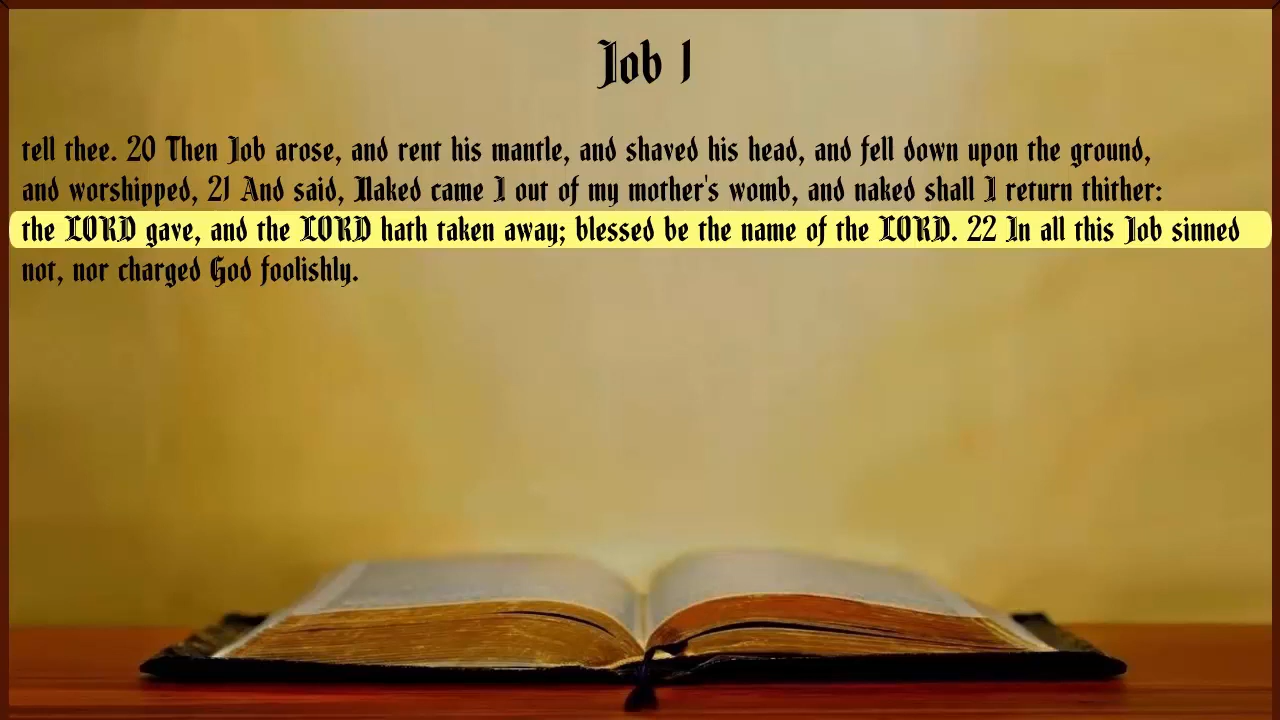 Job 1
tell thee. 20 Then Job arose, and rent his mantle, and shaved his head, and fell down upon the ground,
and worshipped, 21 And said, Naked came I out of my mother's womb, and naked shall I return thither:
the LORD gave, and the LORD hath taken away; blessed be the name of the LORD. 22 In all this Job sinned
not, nor charged God foolishly.